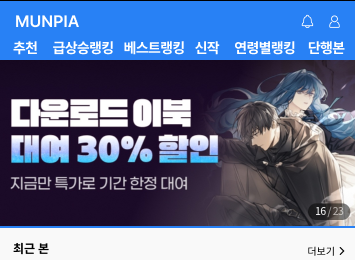 MUNPIA
추천 급상승랭킹 베스트랭킹 신작 연령별랭킹 단행본
다운로드 이북
대여 30% 할인
지금만 특가로 기간 한정 대여
16 / 23
최근 본
더보기 >